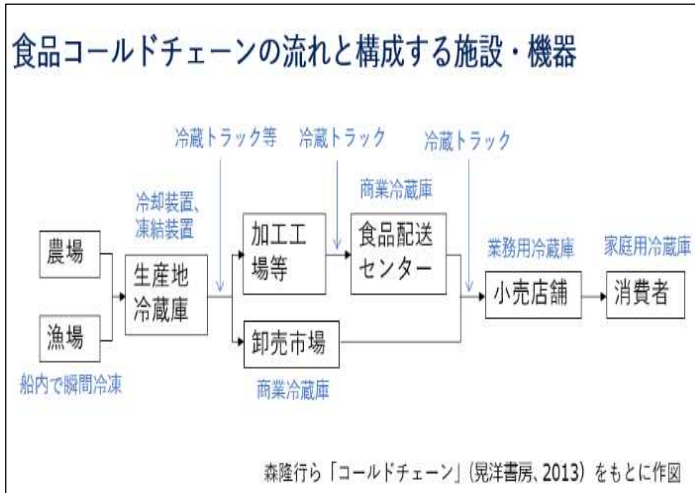 食品コールドチェーンの流れと構成する施設・機器
冷蔵トラック等
冷蔵トラック
冷蔵トラック
商業冷蔵庫
冷却装置、
凍結装置
農場
漁場
船内で瞬間冷凍
生産地
冷蔵庫
加工工
場等
食品配送
センター
卸売市場
商業冷蔵庫
業務用冷蔵庫
小売店舗
家庭用冷蔵庫
消費者
森隆行ら「コールドチェーン」(晃洋書房、2013) をもとに作図